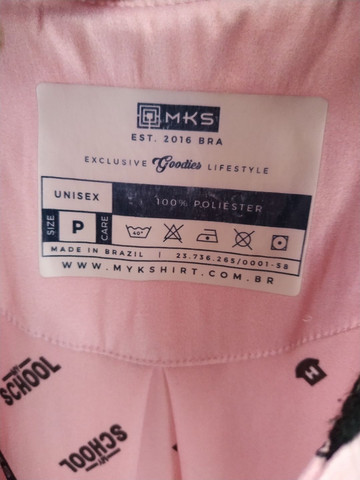 MKS
EST. 2016 BRA
EXCLUSIVE Goodies LIFESTYLE
UNISEX
100% POLIESTER
SIZE P CARE
40°
MADE IN BRAZIL | 23.736.265/0001-58
WWW.MYKSHIRT.COM.BR
SCHOOL
MY
SCHOOL